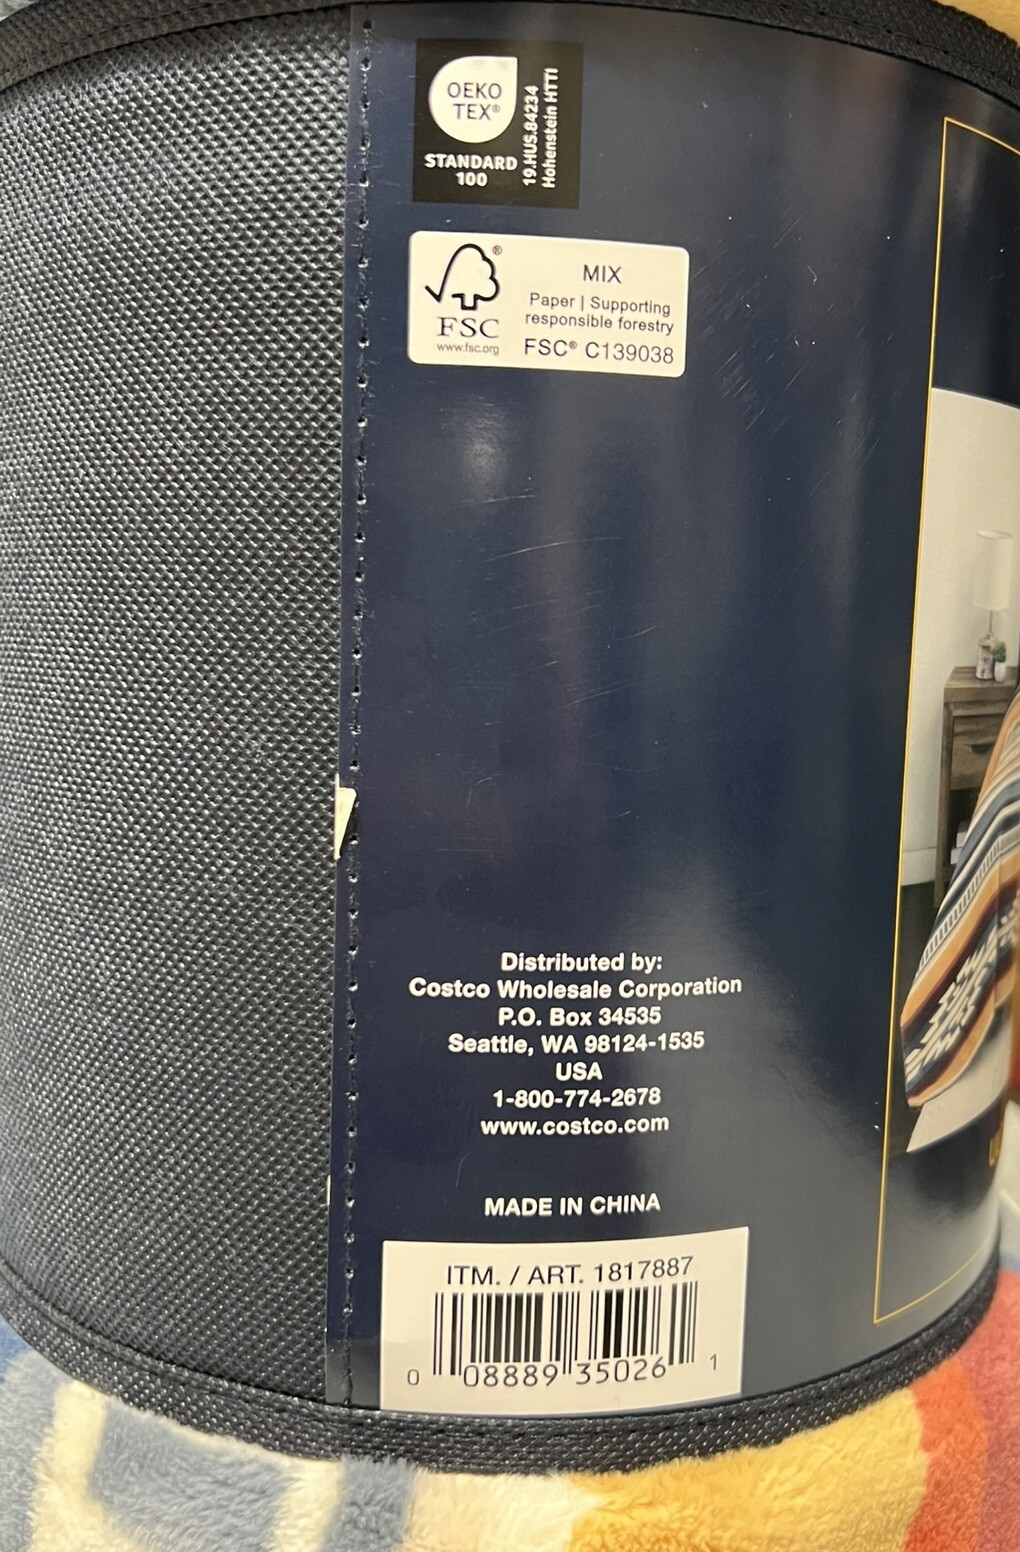 OEKO
TEX®
STANDARD
100
19.HUS.84234
Hohenstein HTTI
®
FSC
www.fsc.org
MIX
Paper | Supporting
responsible forestry
FSC® C139038
Distributed by:
Costco Wholesale Corporation
P.O. Box 34535
Seattle, WA 98124-1535
USA
1-800-774-2678
www.costco.com
MADE IN CHINA
ITM. / ART. 1817887
0 08889 35026 1